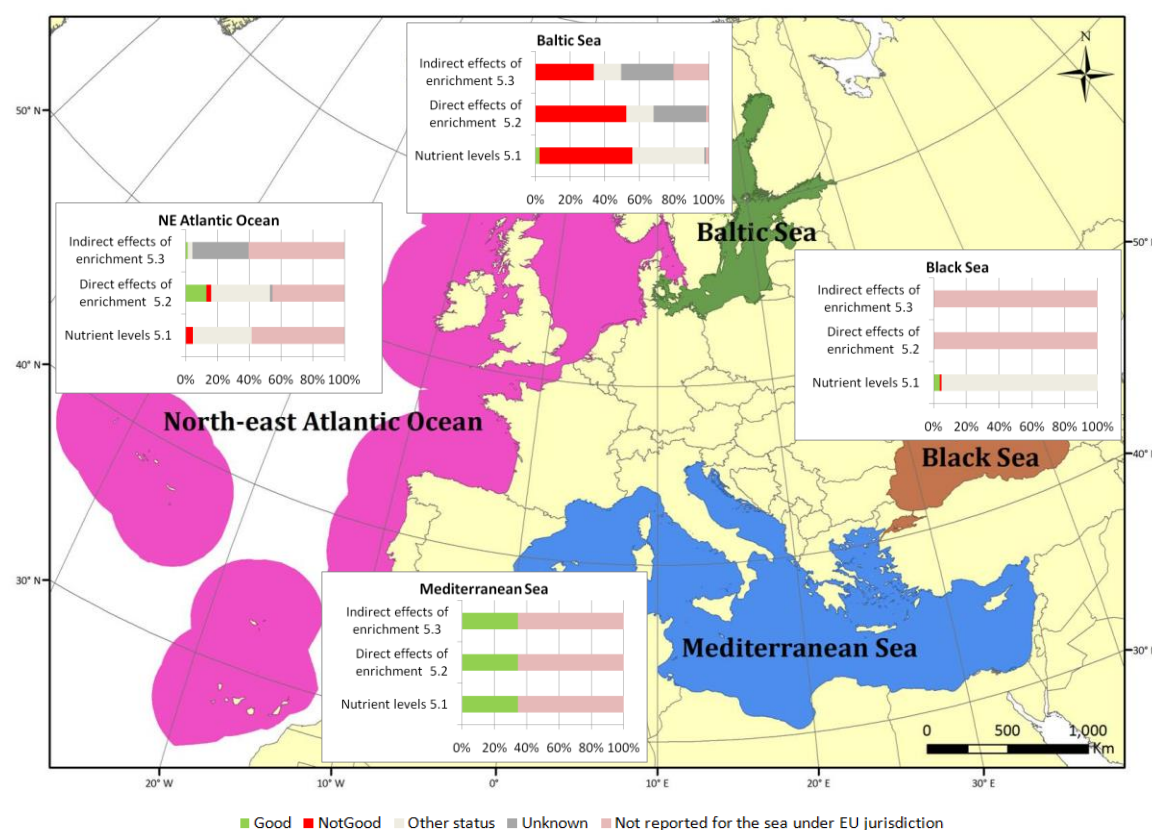 Baltic Sea
Indirect effects of
enrichment 5.3
Direct effects of
enrichment 5.2
Nutrient levels 5.1
0% 20% 40% 60% 80% 100%
N
50° N
NE Atlantic Ocean
Indirect effects of
enrichment 5.3
Direct effects of
enrichment 5.2
Nutrient levels 5.1
0% 20% 40% 60% 80% 100%
Baltic Sea
50° N
Black Sea
Indirect effects of
enrichment 5.3
Direct effects of
enrichment 5.2
Nutrient levels 5.1
0% 20% 40% 60% 80% 100%
40° N
North-east Atlantic Ocean
Black Sea
40° N
30° N
Mediterranean Sea
Indirect effects of
enrichment 5.3
Direct effects of
enrichment 5.2
Nutrient levels 5.1
0% 20% 40% 60% 80% 100%
Mediterranean Sea
30° N
0 500 1,000
Km
20° W 10° W 0° 10° E 20° E 30° E
Good NotGood Other status Unknown Not reported for the sea under EU jurisdiction